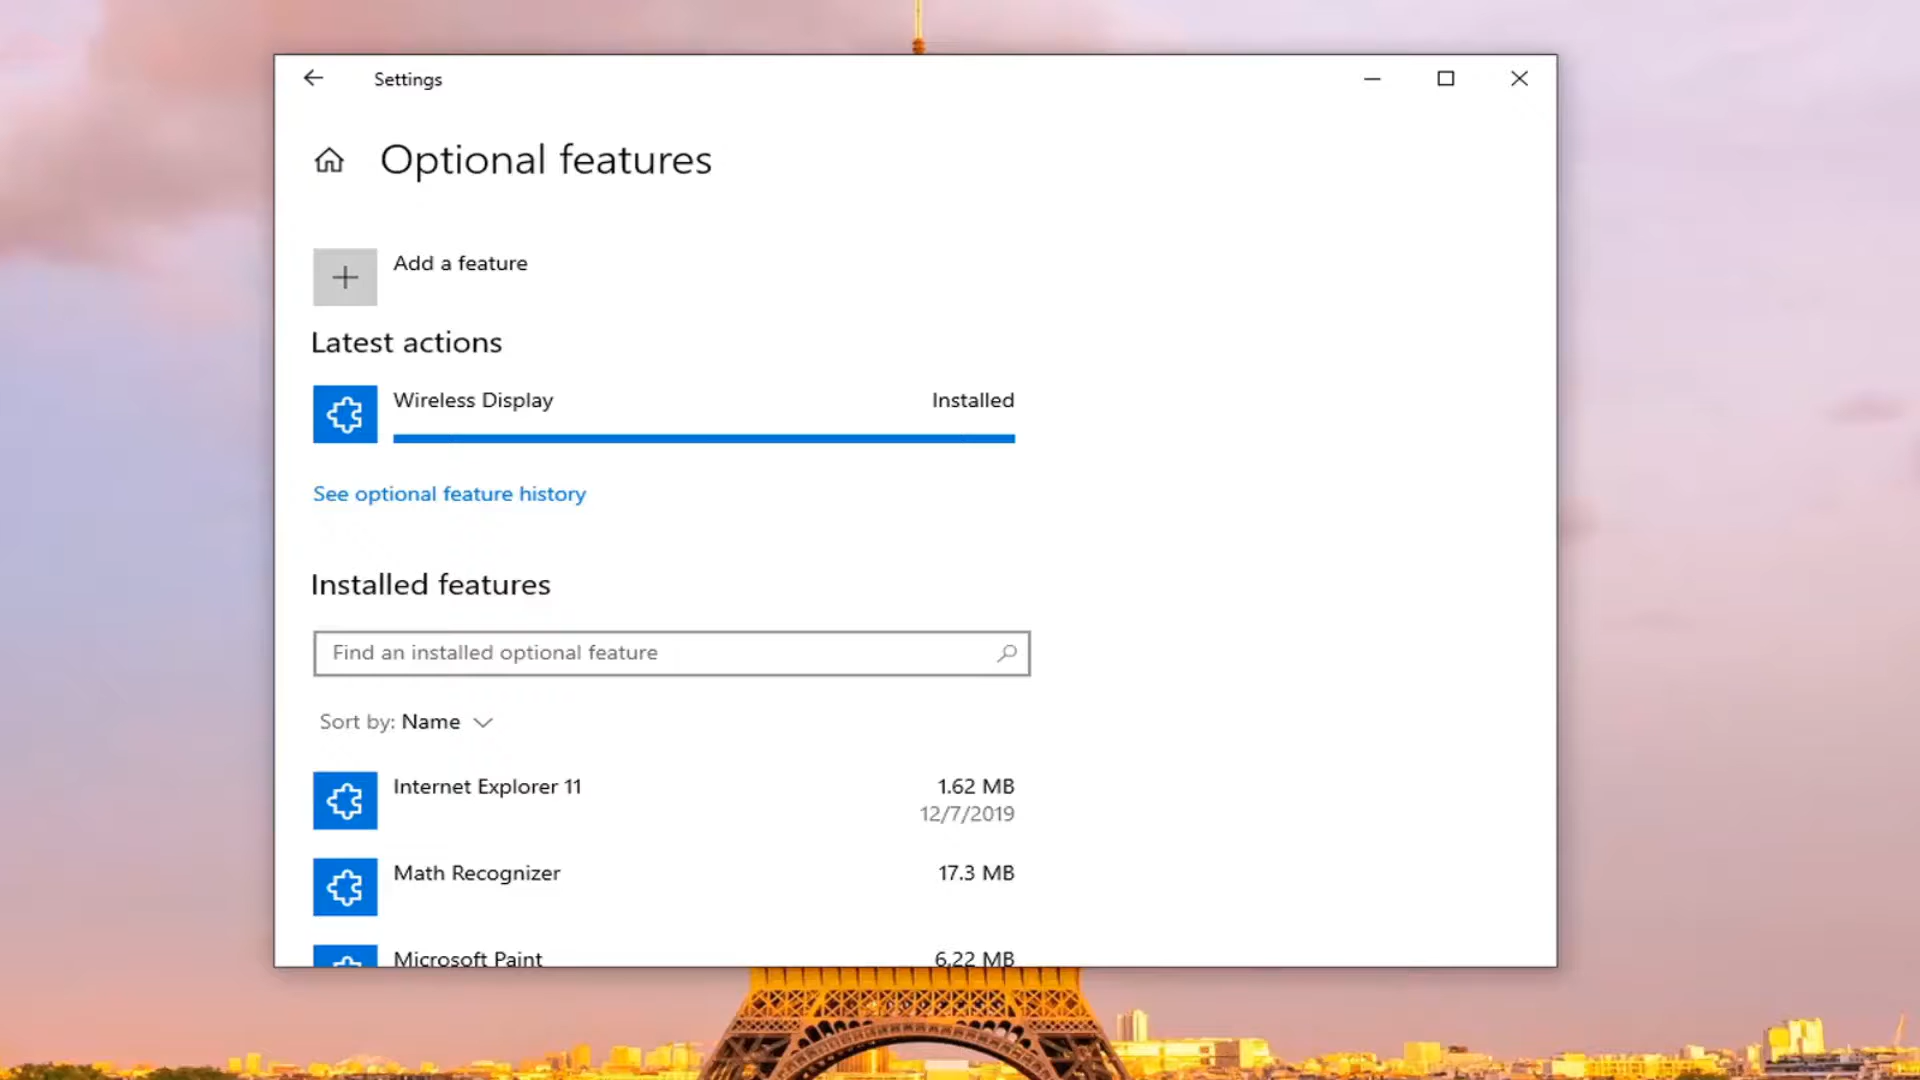 Settings
Optional features
Add a feature
Latest actions
Wireless Display Installed
See optional feature history
Installed features
Find an installed optional feature
Sort by: Name
Internet Explorer 11 1.62 MB
12/7/2019
Math Recognizer 17.3 MB
Microsoft Paint 6.22 MB